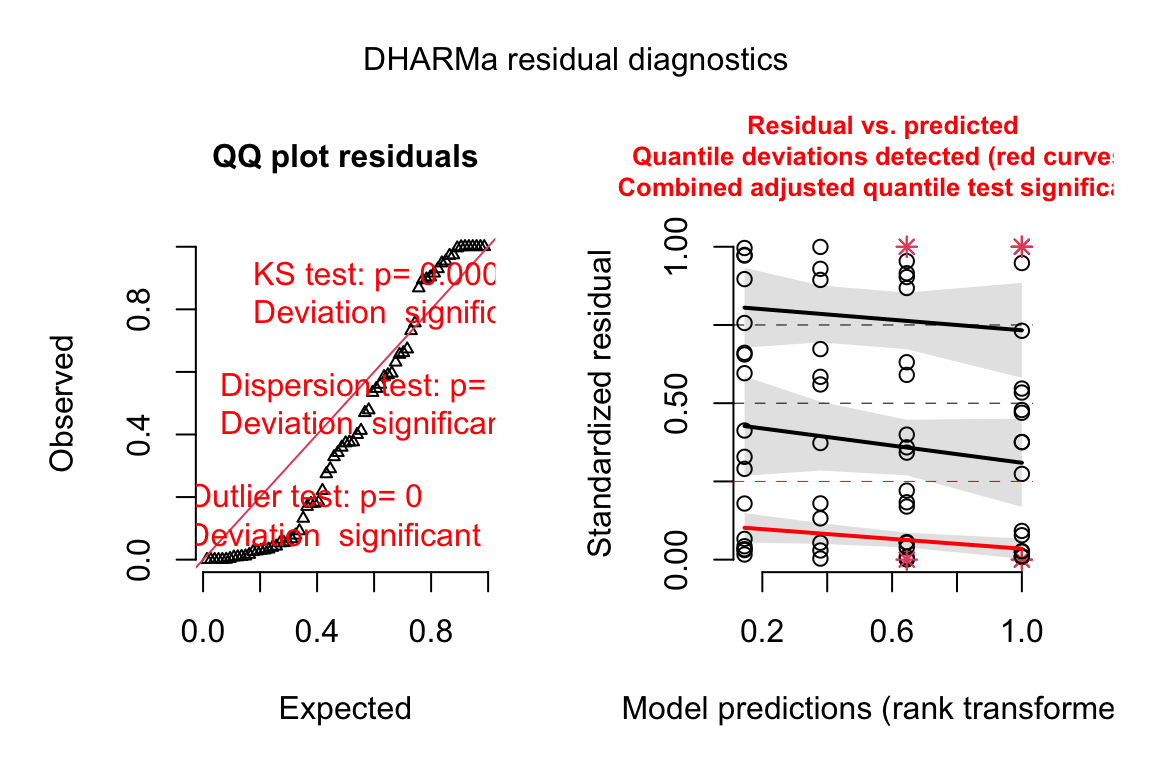 DHARMa residual diagnostics
QQ plot residuals
KS test: p= 0.000
Deviation signific
Dispersion test: p=
Deviation significan
Outlier test: p= 0
Deviation significant
Observed
0.0
0.4
0.8
0.0 0.4 0.8
Expected
Residual vs. predicted
Quantile deviations detected (red curves
Combined adjusted quantile test significa
Standardized residual
0.00
0.50
1.00
0.2 0.6 1.0
Model predictions (rank transforme